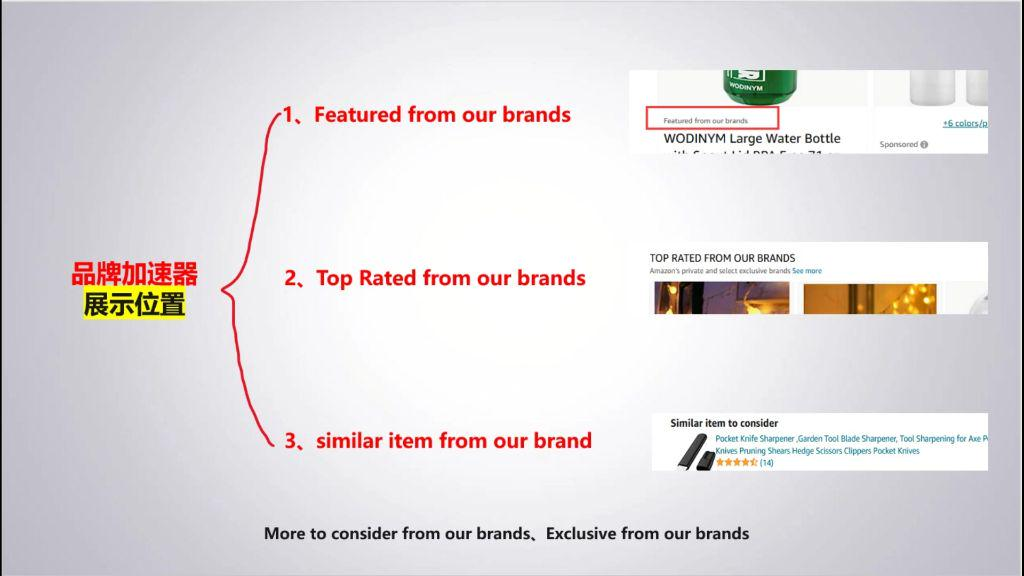 1、Featured from our brands
WODINYM
Featured from our brands
WODINYM Large Water Bottle
+6 colors/p
Sponsored
品牌加速器
展示位置
2、Top Rated from our brands
TOP RATED FROM OUR BRANDS
Amazon's private and select exclusive brands See more
3、similar item from our brand
Similar item to consider
Pocket Knife Sharpener ,Garden Tool Blade Sharpener, Tool Sharpening for Axe
Knives Pruning Shears Hedge Scissors Clippers Pocket Knives
(14)
More to consider from our brands、Exclusive from our brands